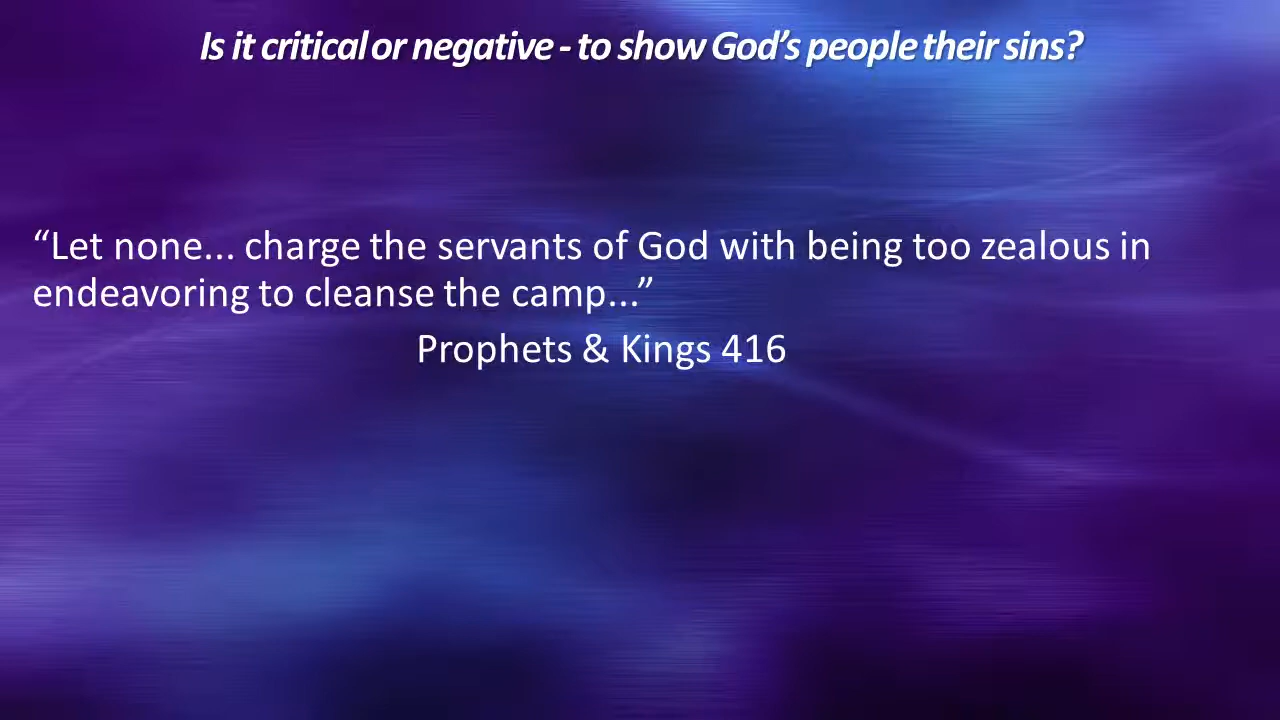 Is it critical or negative - to show God’s people their sins?
“Let none... charge the servants of God with being too zealous in
endeavoring to cleanse the camp...”
Prophets & Kings 416